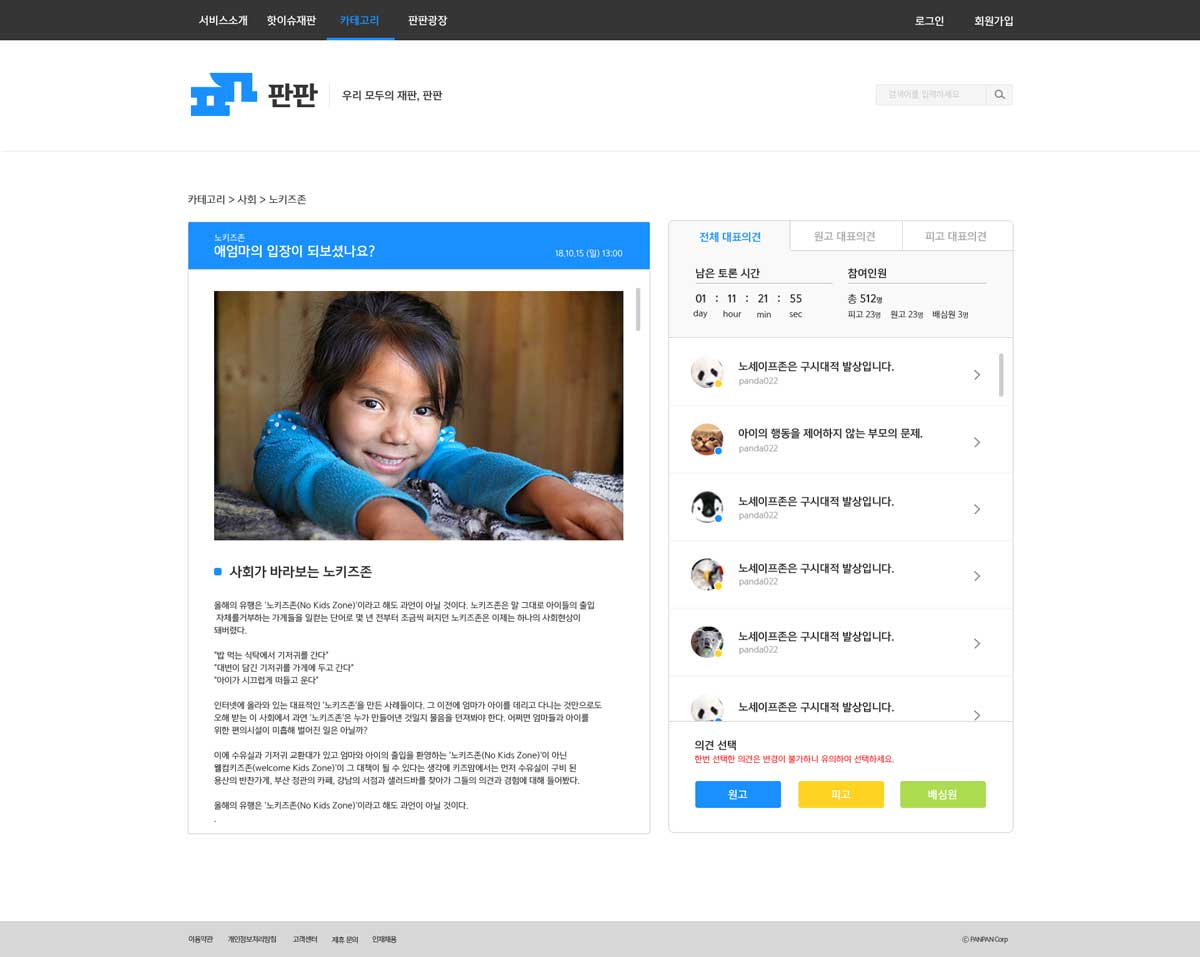 서비스소개 핫이슈재판 카테고리 판판광장 로그인 회원가입
판판 우리 모두의 재판, 판판
검색어를 입력하세요
카테고리 > 사회 > 노키즈존
노키즈존
애엄마의 입장이 되보셨나요?
18.10.15 (일) 13:00
사회가 바라보는 노키즈존
올해의 유행은 '노키즈존(No Kids Zone)'이라고 해도 과언이 아닐 것이다. 노키즈존은 말 그대로 아이들의 출입
자체를거부하는 가게들을 일컫는 단어로 몇 년 전부터 조금씩 퍼지던 노키즈존은 이제는 하나의 사회현상이
돼버렸다.
"밥 먹는 식탁에서 기저귀를 간다"
"대변이 담긴 기저귀를 가게에 두고 간다"
"아이가 시끄럽게 떠들고 운다"
인터넷에 올라와 있는 대표적인 '노키즈존'을 만든 사례들이다. 그 이전에 엄마가 아이를 데리고 다니는 것만으로도
오해 받는 이 사회에서 과연 '노키즈존'은 누가 만들어낸 것일지 물음을 던져봐야 한다. 어쩌면 엄마들과 아이를
위한 편의시설이 미흡해 벌어진 일은 아닐까?
이에 수유실과 기저귀 교환대가 있고 엄마와 아이의 출입을 환영하는 '노키즈존(No Kids Zone)'이 아닌
웰컴키즈존(welcome Kids Zone)'이 그 대책이 될 수 있다는 생각에 키즈맘에서는 먼저 수유실이 구비 된
용산의 반찬가게, 부산 정관의 카페, 강남의 서점과 샐러드바를 찾아가 그들의 의견과 경험에 대해 들어봤다.
올해의 유행은 '노키즈존(No Kids Zone)'이라고 해도 과언이 아닐 것이다.
.
전체 대표의견 원고 대표의견 피고 대표의견
남은 토론 시간
01 : 11 : 21 : 55
day hour min sec
참여인원
총 512명
피고 23명 원고 23명 배심원 3명
노세이프존은 구시대적 발상입니다.
panda022
아이의 행동을 제어하지 않는 부모의 문제.
panda022
노세이프존은 구시대적 발상입니다.
panda022
노세이프존은 구시대적 발상입니다.
panda022
노세이프존은 구시대적 발상입니다.
panda022
노세이프존은 구시대적 발상입니다.
의견 선택
한번 선택한 의견은 변경이 불가하니 유의하여 선택하세요.
원고 피고 배심원
이용약관 개인정보처리방침 고객센터 제휴 문의 인재채용 © PANPAN Corp